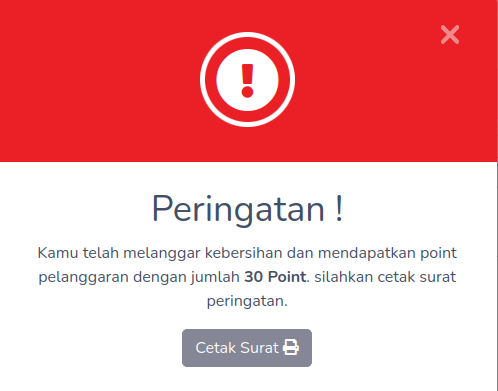 Peringatan !
Kamu telah melanggar kebersihan dan mendapatkan point
pelanggaran dengan jumlah 30 Point. silahkan cetak surat
peringatan.
Cetak Surat